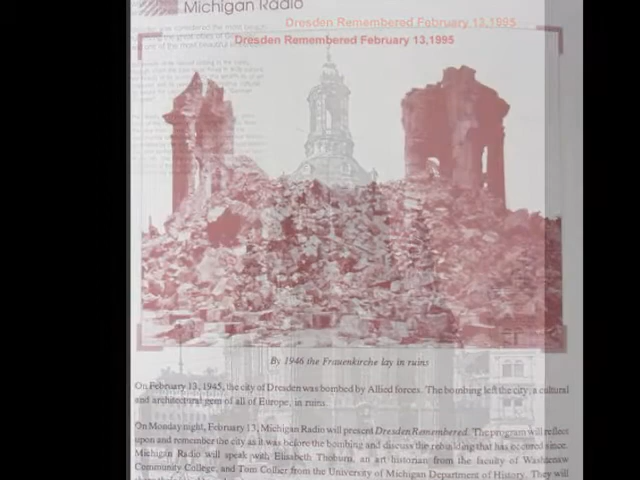 Michigan Radio
Dresden Remembered February 13,1995
Dresden Remembered February 13,1995
By 1946 the Frauenkirche lay in ruins
On February 13, 1945, the city of Dresden was bombed by Allied forces. The bombing left the city, a cultural
and architectural gem of all of Europe, in ruins.
On Monday night, February 13, Michigan Radio will present Dresden Remembered. The program will reflect
upon and remember the city as it was before the bombing and discuss the rebuilding that has occured since.
Michigan Radio will speak with Elisabeth Thoburn, an art historian from the faculty of Washtenaw
Community College, and Tom Collier from the University of Michigan Department of History. They will